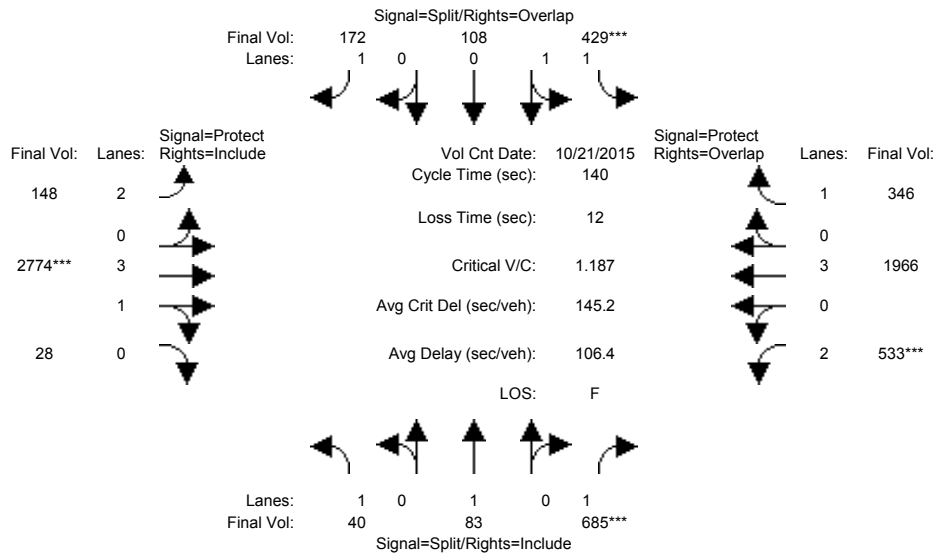 Signal=Split/Rights=Overlap
Final Vol: 172 108 429***
Lanes: 1 0 0 1 1
Signal=Protect Signal=Protect
Final Vol: Lanes: Rights=Include Vol Cnt Date: 10/21/2015 Rights=Overlap Lanes: Final Vol:
Cycle Time (sec): 140
148 2 1 346
Loss Time (sec): 12
0 0
2774*** 3 Critical V/C: 1.187 3 1966
1 Avg Crit Del (sec/veh): 145.2 0
28 0 Avg Delay (sec/veh): 106.4 2 533***
LOS: F
Lanes: 1 0 1 0 1
Final Vol: 40 83 685***
Signal=Split/Rights=Include